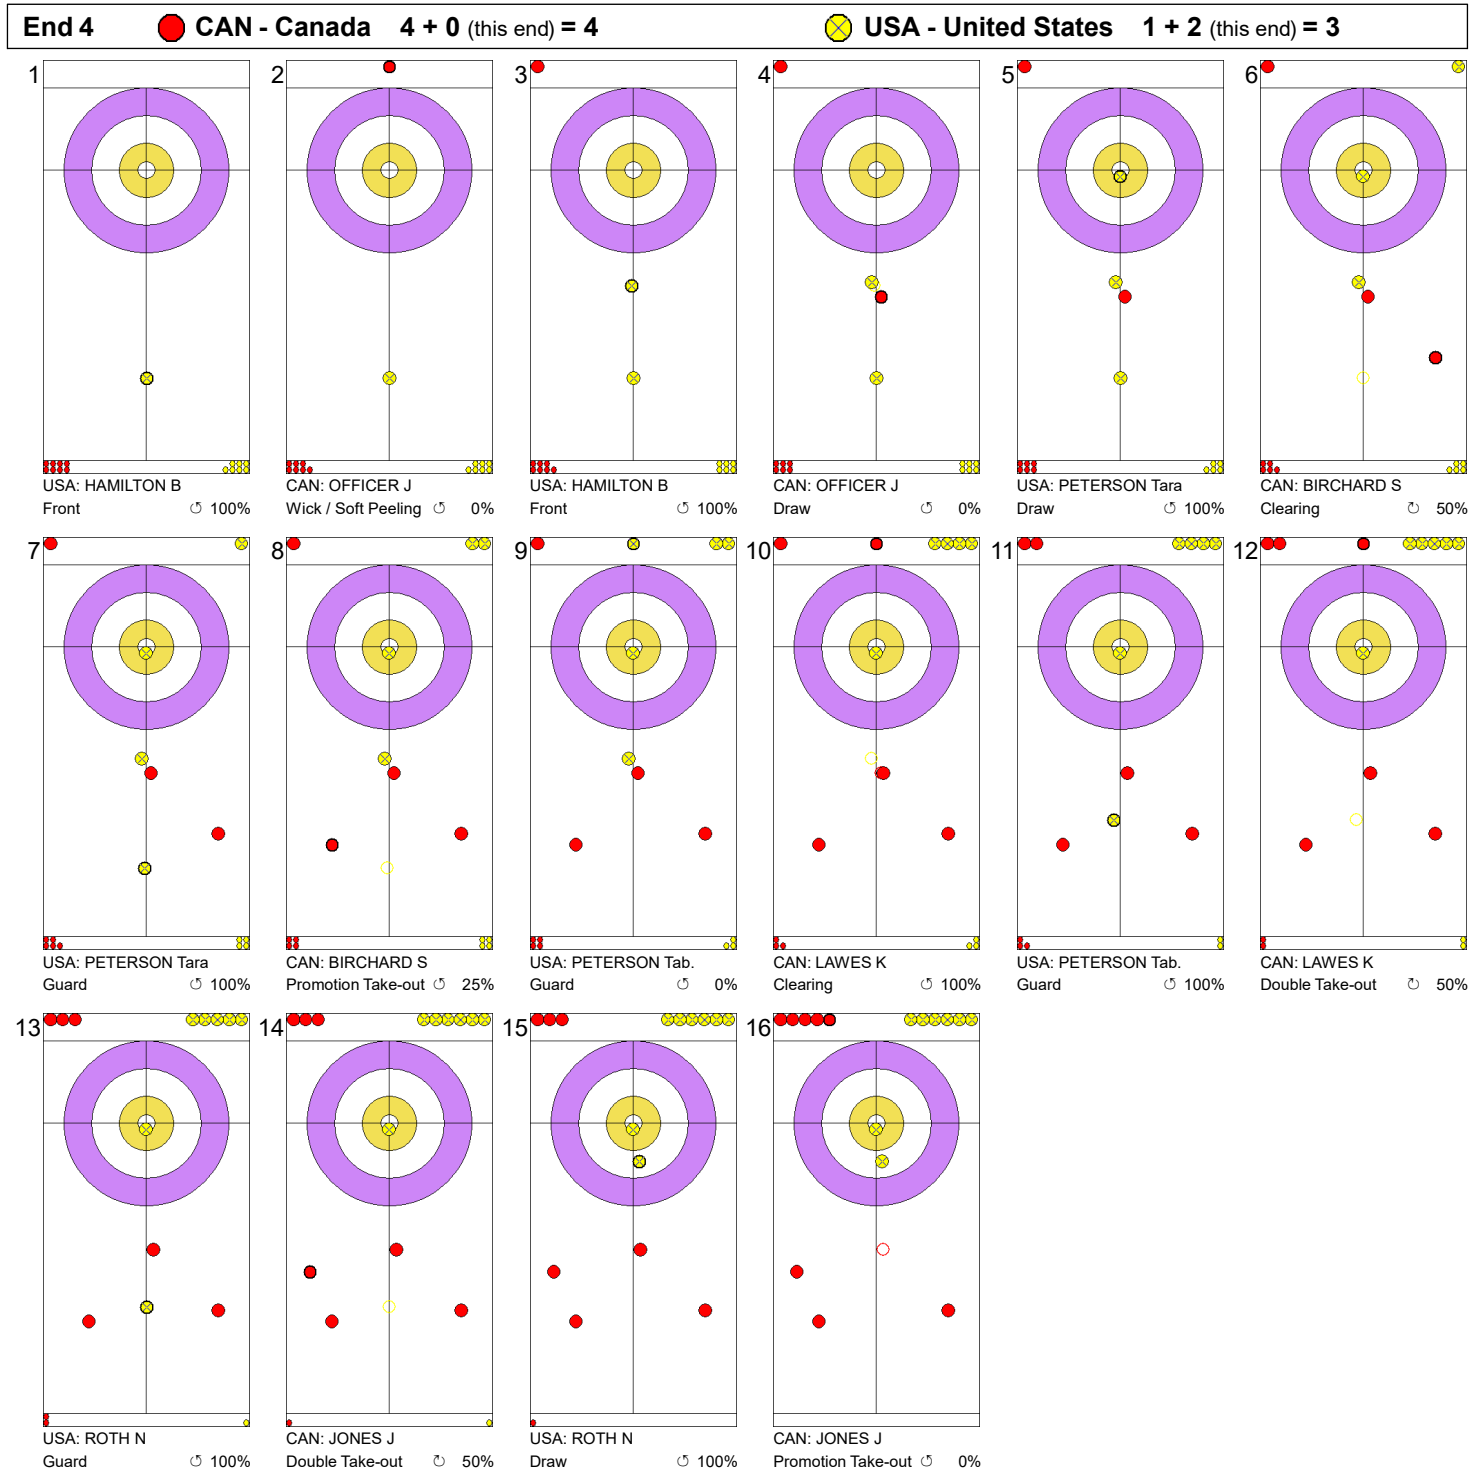 End 4 CAN - Canada 4 + 0 (this end) = 4 USA - United States 1 + 2 (this end) = 3
1 2 3 4 5 6
USA: HAMILTON B CAN: OFFICER J USA: HAMILTON B CAN: OFFICER J USA: PETERSON Tara CAN: BIRCHARD S
Front ↺ 100% Wick / Soft Peeling ↺ 0% Front ↺ 100% Draw ↺ 0% Draw ↺ 100% Clearing ↻ 50%
7 8 9 10 11 12
USA: PETERSON Tara CAN: BIRCHARD S USA: PETERSON Tab. CAN: LAWES K USA: PETERSON Tab. CAN: LAWES K
Guard ↺ 100% Promotion Take-out ↺ 25% Guard ↺ 0% Clearing ↺ 100% Guard ↺ 100% Double Take-out ↻ 50%
13 14 15 16
USA: ROTH N CAN: JONES J USA: ROTH N CAN: JONES J
Guard ↺ 100% Double Take-out ↻ 50% Draw ↺ 100% Promotion Take-out ↺ 0%